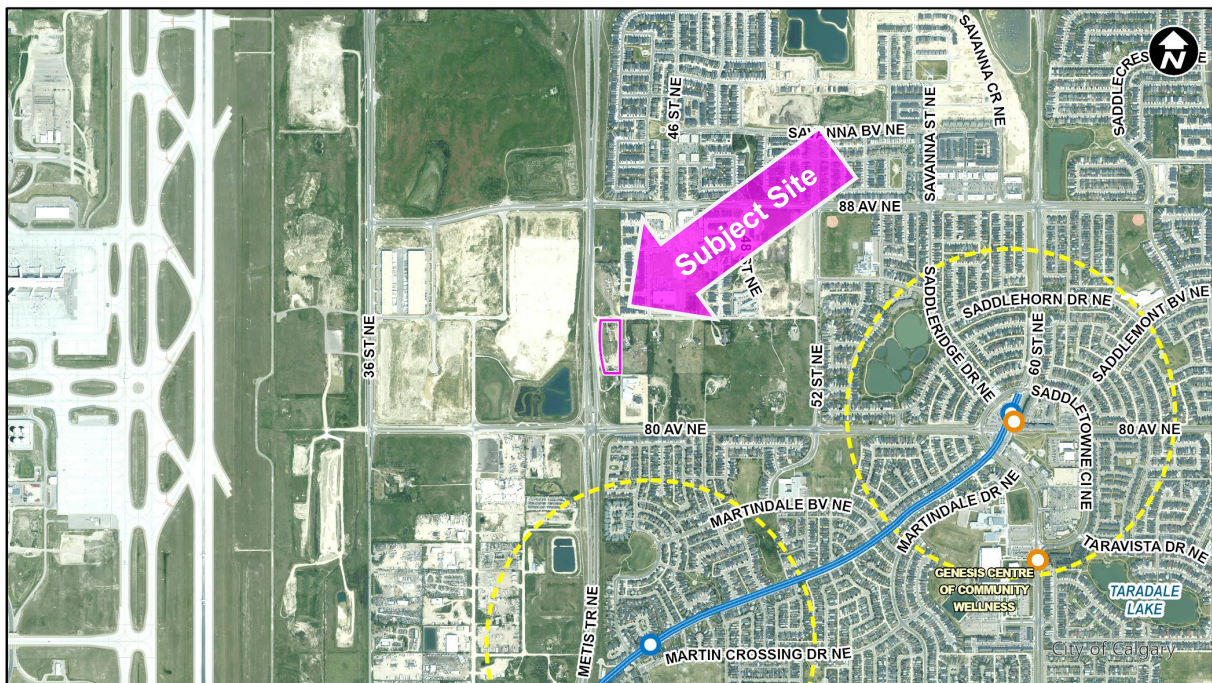 SAVANNA CR NE
SADDLECRES
E
N
46 ST NE
SAVANNA BV NE
SAVANNA ST NE
Subject Site
88 AV NE
48 ST NE
SADDLEHORN DR NE
SADDLERIDGE DR NE
60 ST NE
SADDLEMONT BV NE
36 ST NE
52 ST NE
SADDLETOWNE CI NE
80 AV NE
80 AV NE
MARTINDALE BV NE
MARTINDALE DR NE
TARAVISTA DR NE
GENESIS CENTRE
OF COMMUNITY
WELLNESS
TARADALE
LAKE
METIS TR NE
MARTIN CROSSING DR NE
City of Calgary